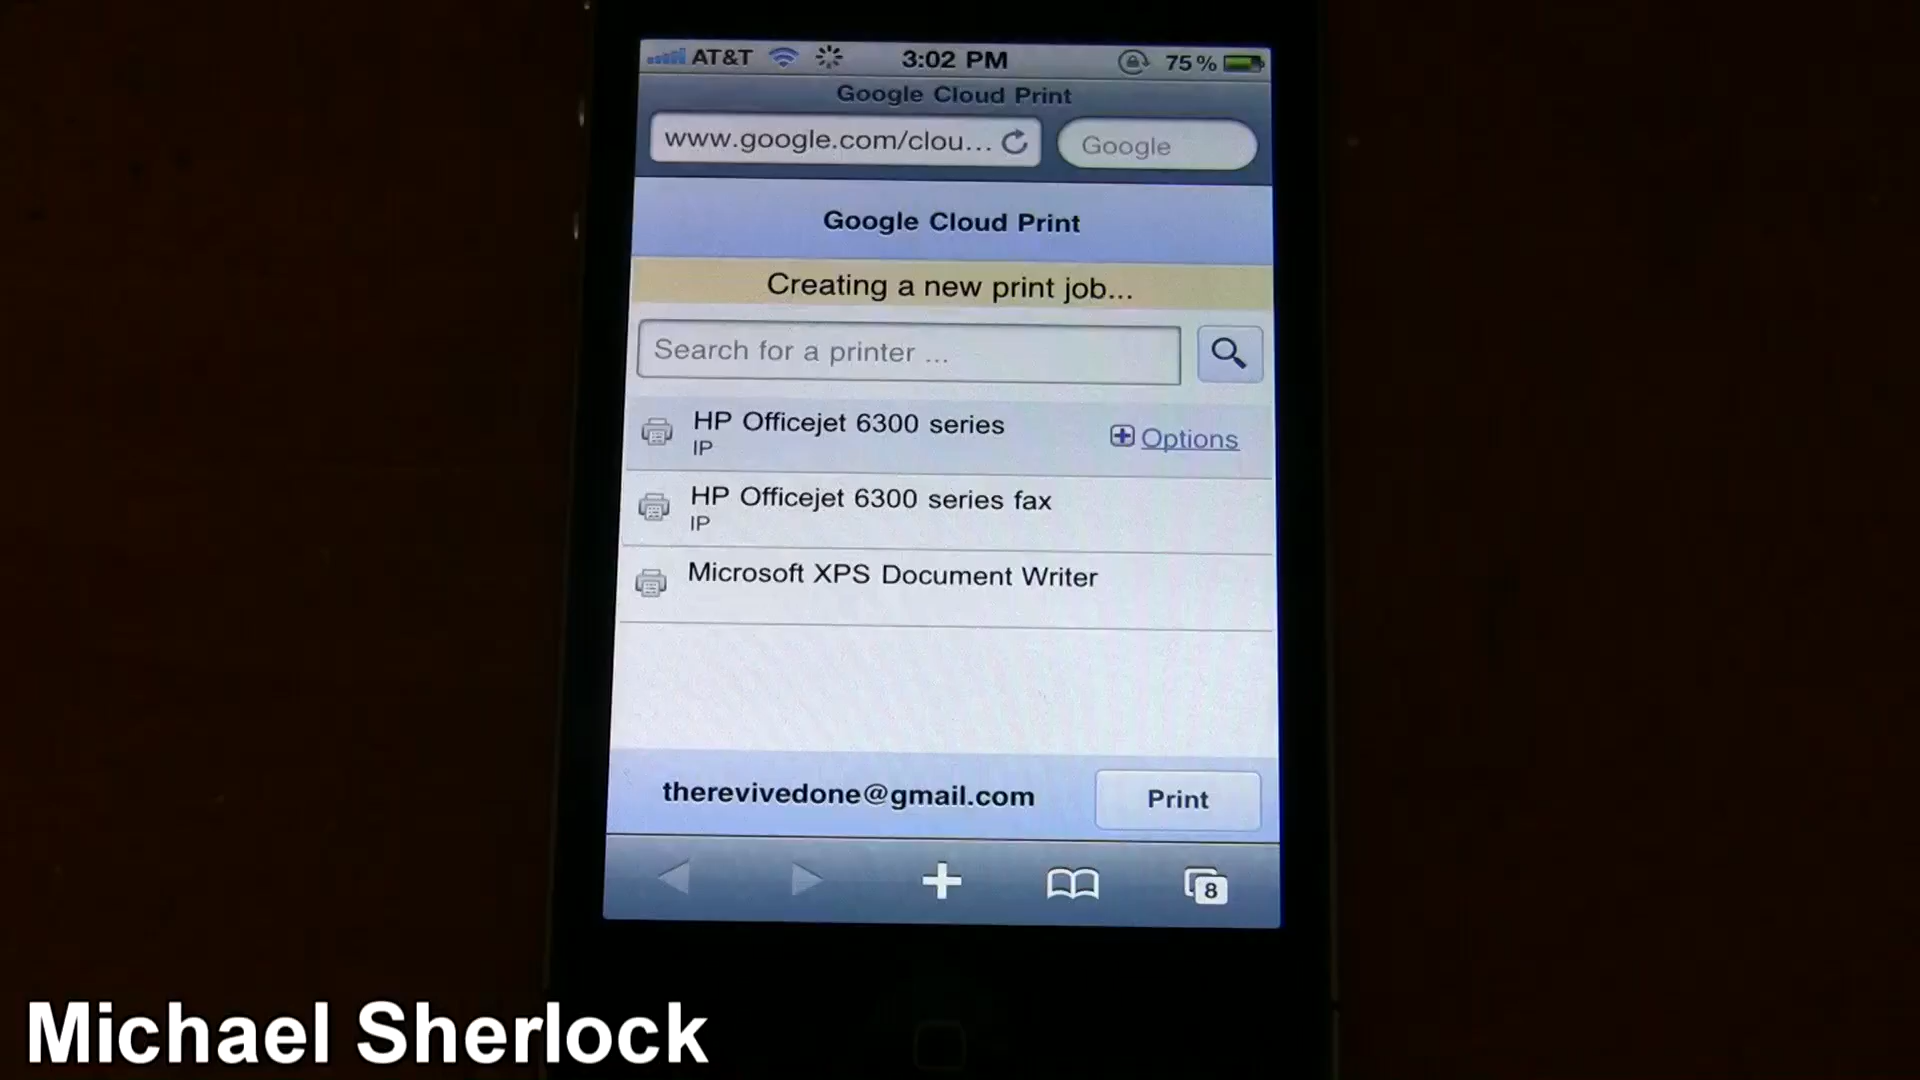 AT&T 3:02 PM 75%
Google Cloud Print
www.google.com/clou... Google
Google Cloud Print
Creating a new print job...
Search for a printer ...
HP Officejet 6300 series
IP
Options
HP Officejet 6300 series fax
IP
Microsoft XPS Document Writer
therevivedone@gmail.com Print
8
Michael Sherlock